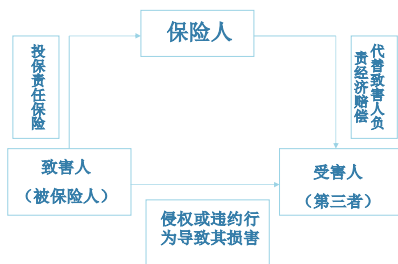 保险人
投保责任保险
代替致害人负
责经济赔偿
致害人
（被保险人）
受害人
（第三者）
侵权或违约行
为导致其损害